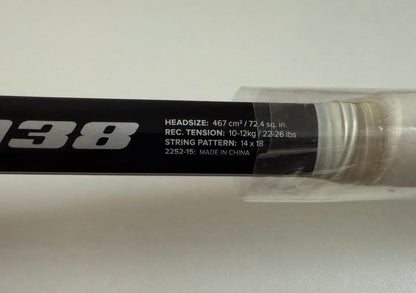 38
HEADSIZE: 467 cm² / 72.4 sq. in.
REC. TENSION: 10-12kg / 22-26 lbs
STRING PATTERN: 14 x 18
2252-15: MADE IN CHINA